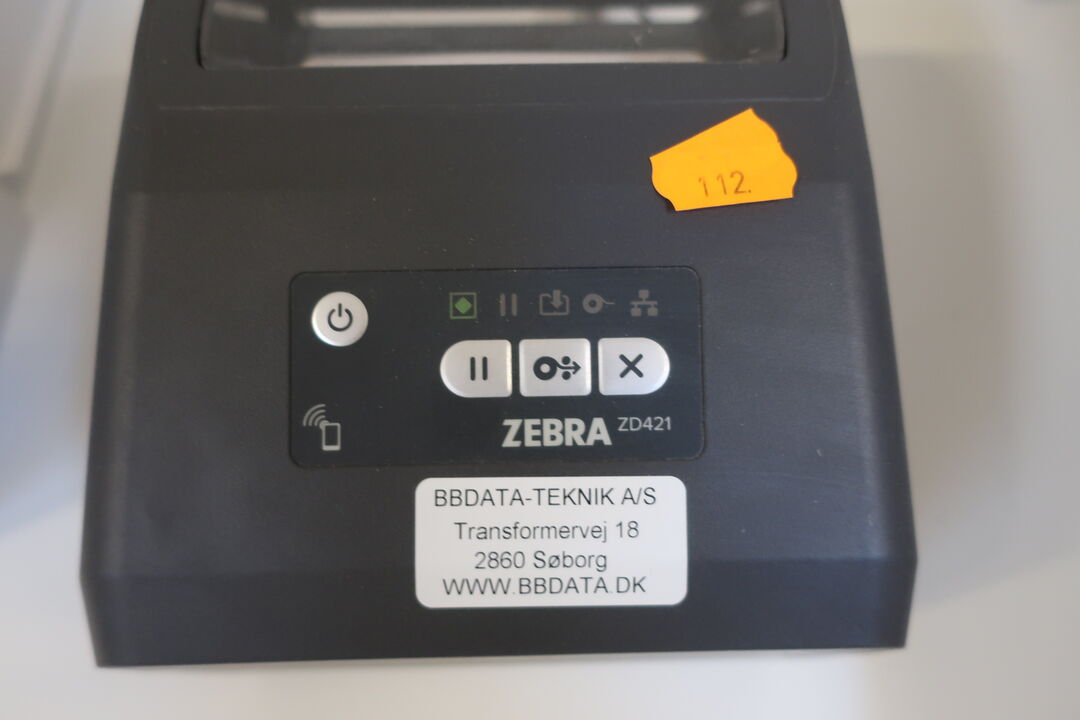 112.
ZEBRA ZD421
BBDATA-TEKNIK A/S
Transformervej 18
2860 Søborg
WWW.BBDATA.DK